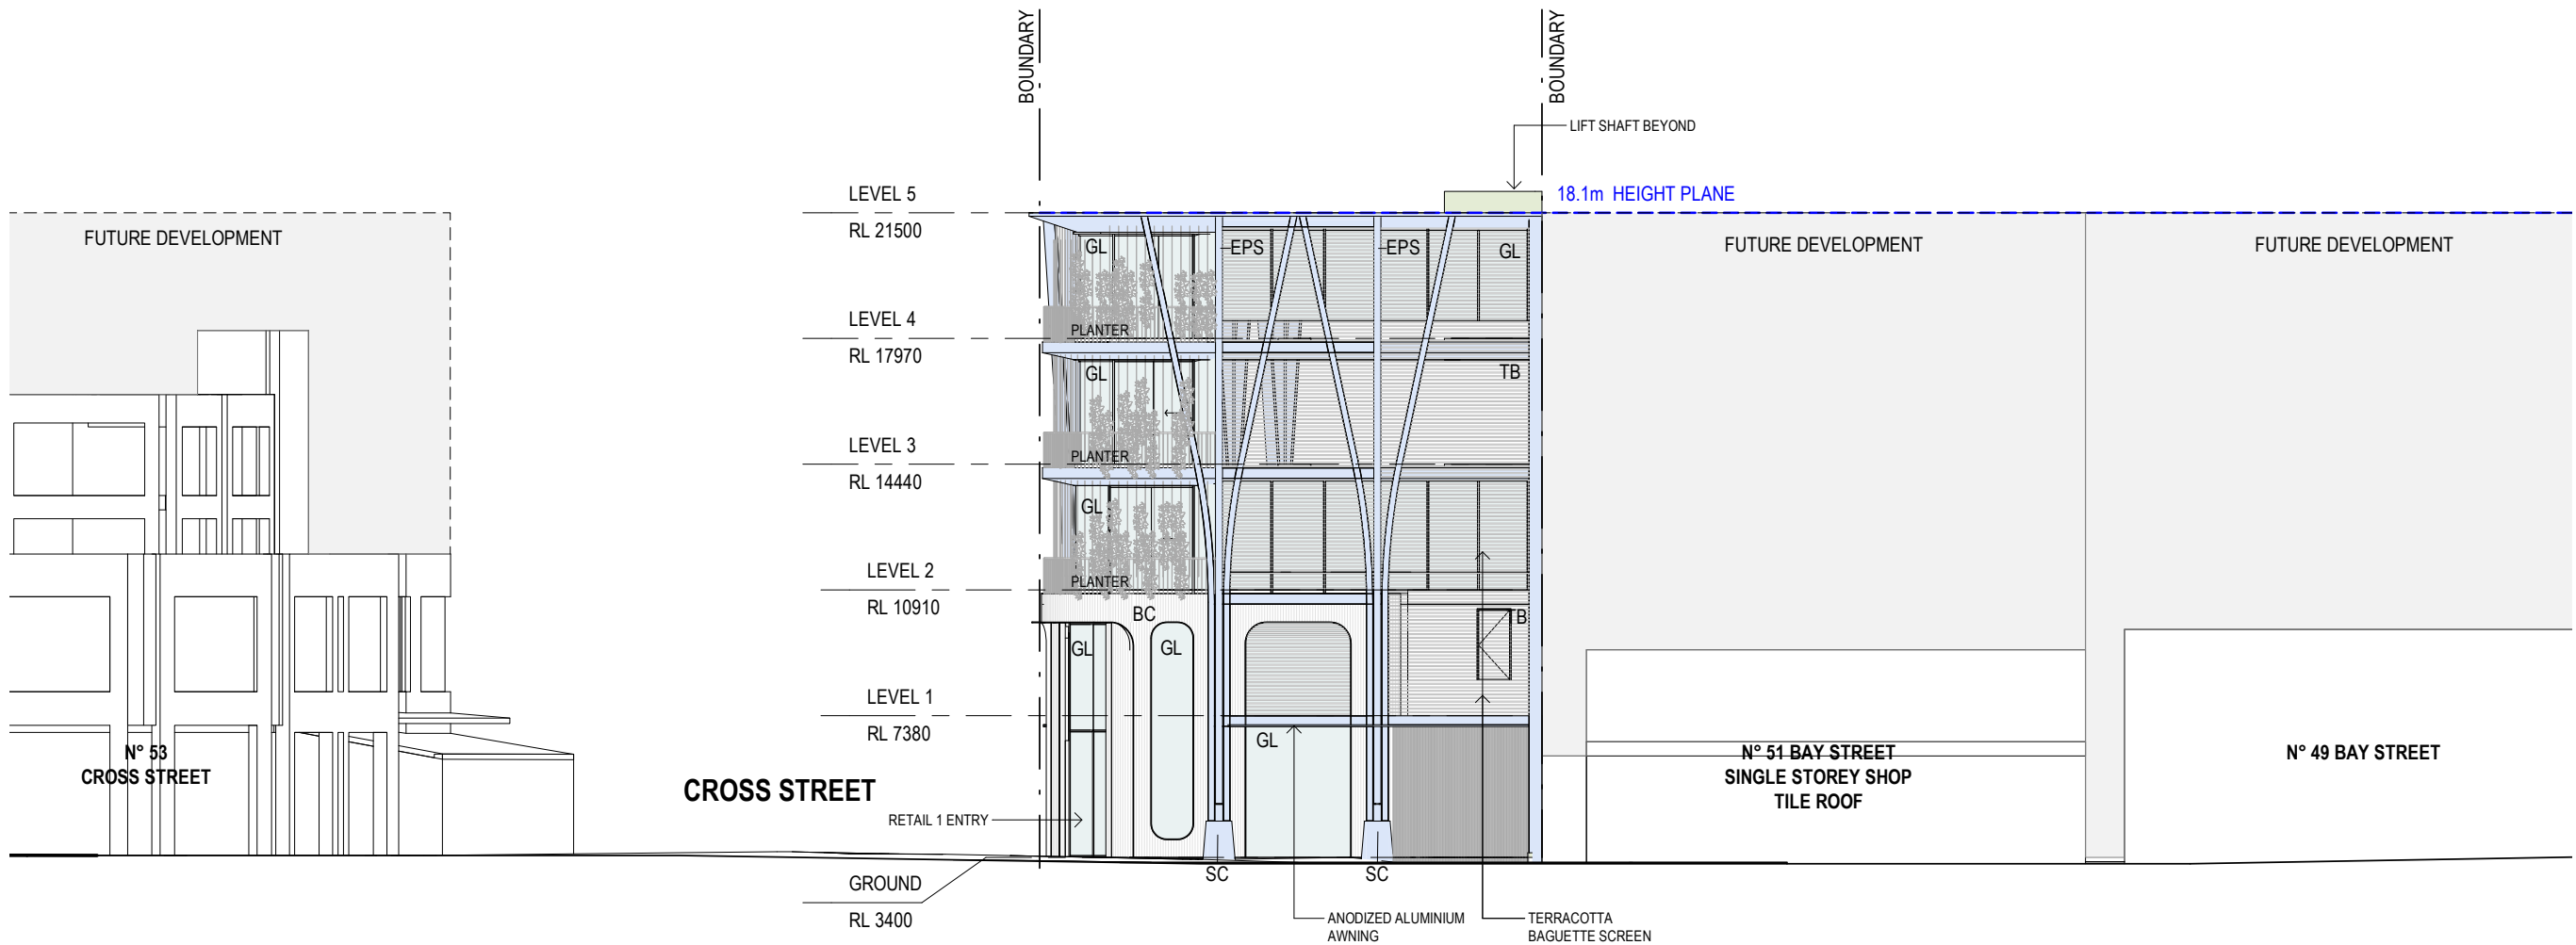 BOUNDARY
BOUNDARY
LIFT SHAFT BEYOND
LEVEL 5
18.1m HEIGHT PLANE
RL 21500
FUTURE DEVELOPMENT
GL
EPS
EPS
GL
FUTURE DEVELOPMENT
FUTURE DEVELOPMENT
LEVEL 4
PLANTER
RL 17970
GL
TB
LEVEL 3
PLANTER
RL 14440
GL
LEVEL 2
PLANTER
RL 10910
BC
TB
GL
GL
LEVEL 1
RL 7380
GL
N° 53
CROSS STREET
CROSS STREET
N° 51 BAY STREET
SINGLE STOREY SHOP
TILE ROOF
N° 49 BAY STREET
RETAIL 1 ENTRY
GROUND
RL 3400
SC
SC
ANODIZED ALUMINIUM
AWNING
TERRACOTTA
BAGUETTE SCREEN